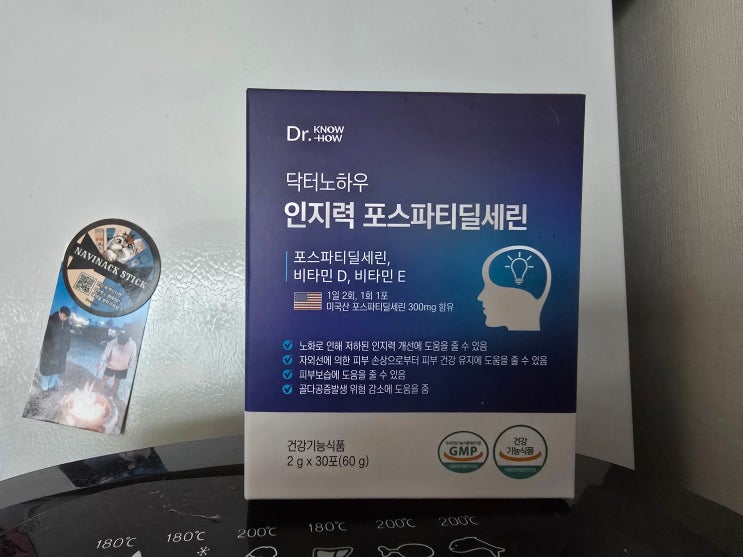 Dr. KNOW
HOW
닥터노하우
인지력 포스파티딜세린
포스파티딜세린,
비타민 D, 비타민 E
1일 2회, 1회 1포
미국산 포스파티딜세린 300mg 함유
노화로 인해 저하된 인지력 개선에 도움을 줄 수 있음
자외선에 의한 피부 손상으로부터 피부 건강 유지에 도움을 줄 수 있음
피부보습에 도움을 줄 수 있음
골다공증발생 위험 감소에 도움을 줌
건강기능식품
2 g x 30포(60 g)
GMP
건강
기능식품
NAVINACK STICK
180℃ 180℃ 200℃ 180℃ 200℃ 200℃